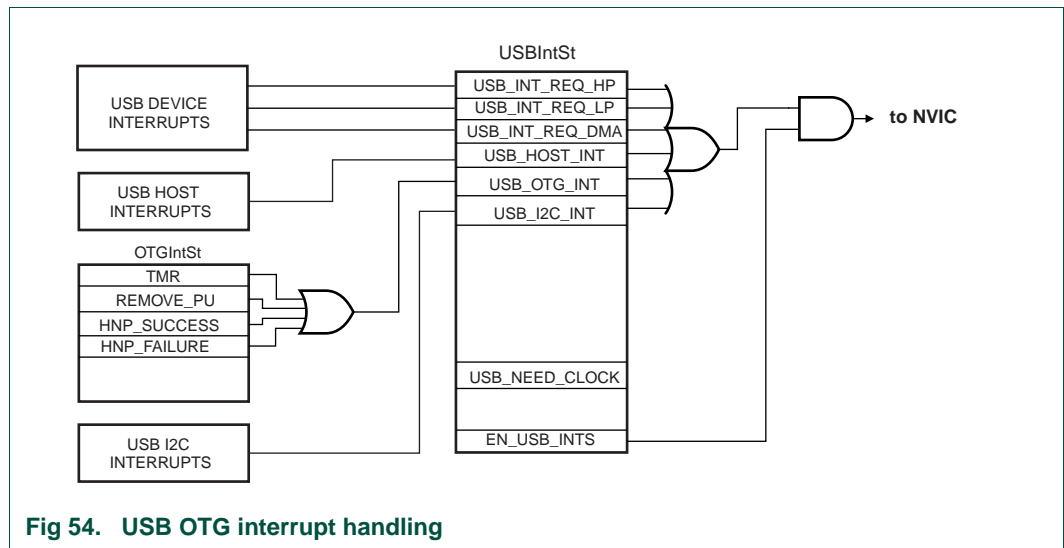 USBIntSt
USB DEVICE
INTERRUPTS
USB_INT_REQ_HP
USB_INT_REQ_LP
USB_INT_REQ_DMA
USB_HOST_INT
USB_OTG_INT
USB_I2C_INT
to NVIC
USB HOST
INTERRUPTS
OTGIntSt
TMR
REMOVE_PU
HNP_SUCCESS
HNP_FAILURE
USB_NEED_CLOCK
EN_USB_INTS
USB I2C
INTERRUPTS
Fig 54. USB OTG interrupt handling